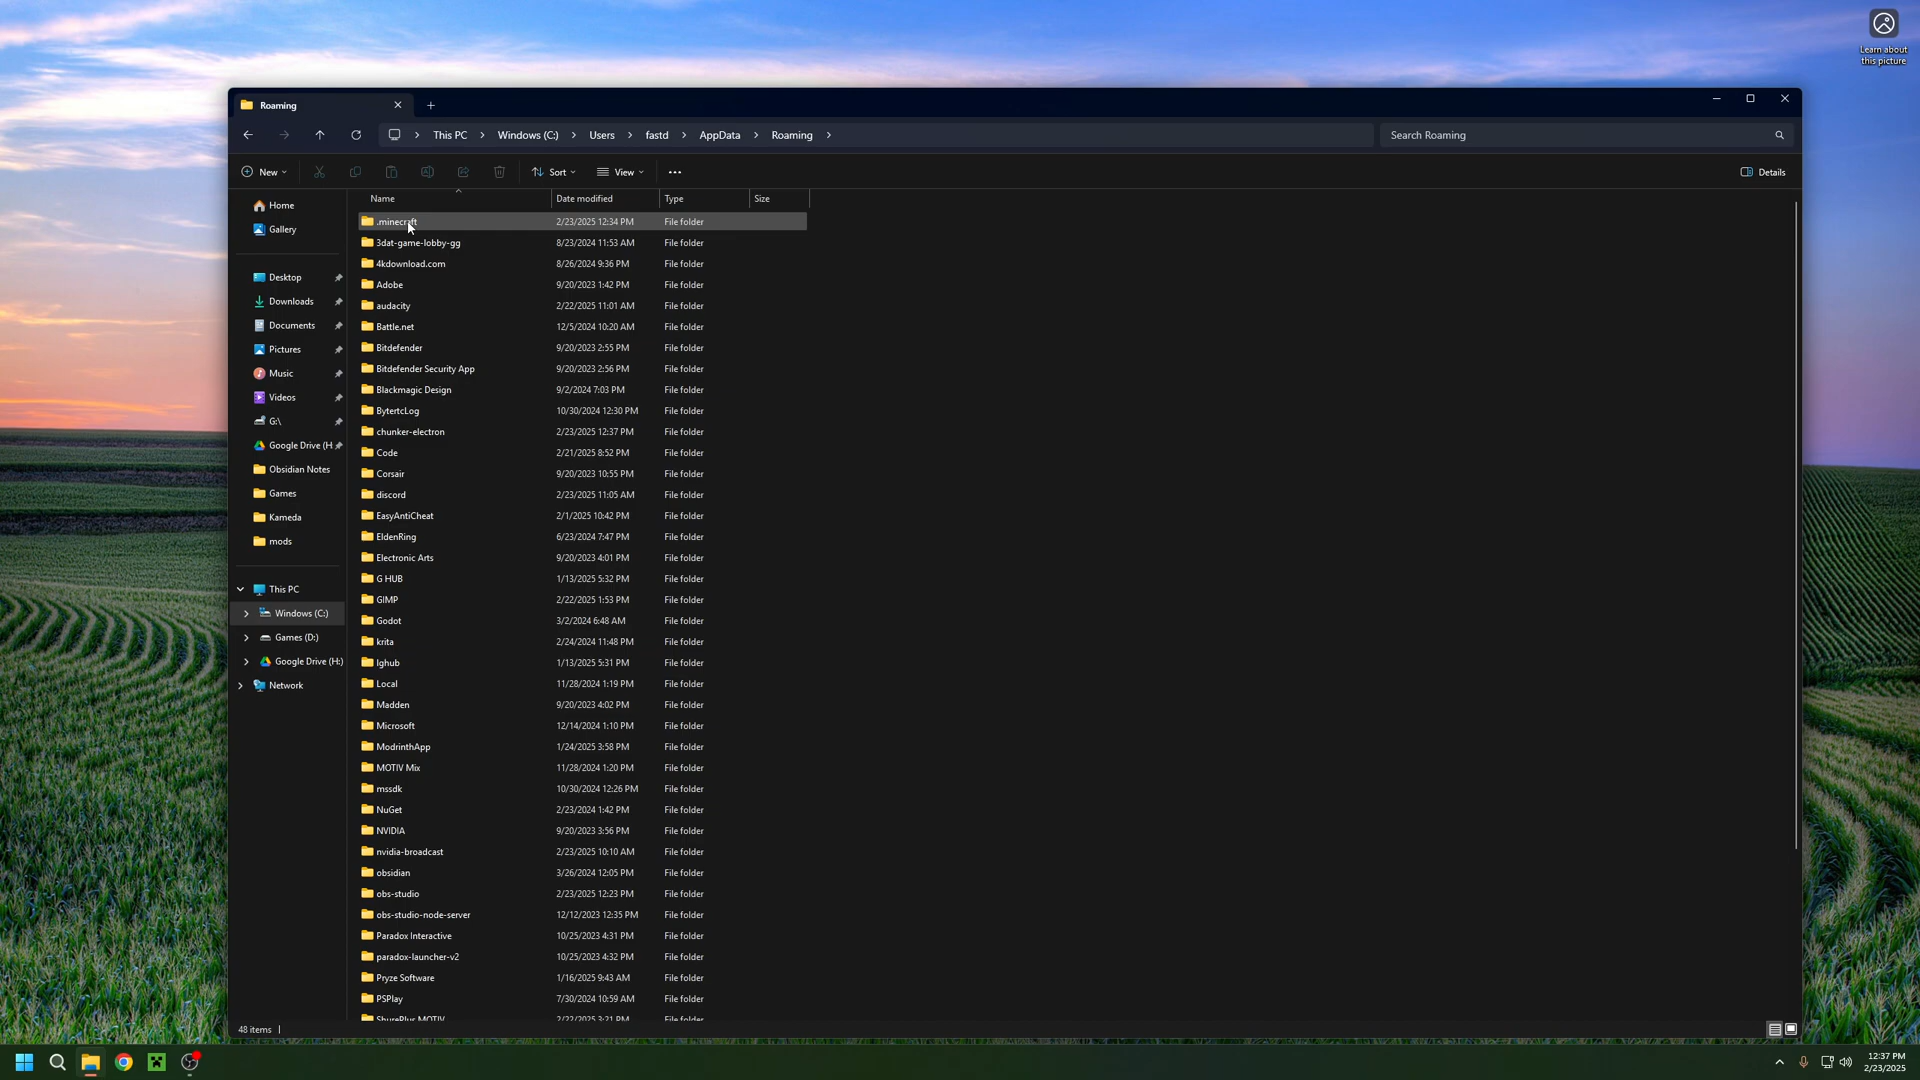 Learn about
this picture
Roaming
This PC > Windows (C:) > Users > fastd > AppData > Roaming >
Search Roaming
New
Sort
View
Details
Name Date modified Type Size
Home
Gallery
Desktop
Downloads
Documents
Pictures
Music
Videos
G:\
Google Drive (H
Obsidian Notes
Games
Kameda
mods
This PC
Windows (C:)
Games (D:)
Google Drive (H:)
Network
.minecraft 2/23/2025 12:34 PM File folder
3dat-game-lobby-gg 8/23/2024 11:53 AM File folder
4kdownload.com 8/26/2024 9:36 PM File folder
Adobe 9/20/2023 1:42 PM File folder
audacity 2/22/2025 11:01 AM File folder
Battle.net 12/5/2024 10:20 AM File folder
Bitdefender 9/20/2023 2:55 PM File folder
Bitdefender Security App 9/20/2023 2:56 PM File folder
Blackmagic Design 9/2/2024 7:03 PM File folder
BytertcLog 10/30/2024 12:30 PM File folder
chunker-electron 2/23/2025 12:37 PM File folder
Code 2/21/2025 8:52 PM File folder
Corsair 9/20/2023 10:55 PM File folder
discord 2/23/2025 11:05 AM File folder
EasyAntiCheat 2/1/2025 10:42 PM File folder
EldenRing 6/23/2024 7:47 PM File folder
Electronic Arts 9/20/2023 4:01 PM File folder
G HUB 1/13/2025 5:32 PM File folder
GIMP 2/22/2025 1:53 PM File folder
Godot 3/2/2024 6:48 AM File folder
krita 2/24/2024 11:48 PM File folder
lghub 1/13/2025 5:31 PM File folder
Local 11/28/2024 1:19 PM File folder
Madden 9/20/2023 4:02 PM File folder
Microsoft 12/14/2024 1:10 PM File folder
ModrinthApp 1/24/2025 3:58 PM File folder
MOTIV Mix 11/28/2024 1:20 PM File folder
mssdk 10/30/2024 12:26 PM File folder
NuGet 2/23/2024 1:42 PM File folder
NVIDIA 9/20/2023 3:56 PM File folder
nvidia-broadcast 2/23/2025 10:10 AM File folder
obsidian 3/26/2024 12:05 PM File folder
obs-studio 2/23/2025 12:23 PM File folder
obs-studio-node-server 12/12/2023 12:35 PM File folder
Paradox Interactive 10/25/2023 4:31 PM File folder
paradox-launcher-v2 10/25/2023 4:32 PM File folder
Pryze Software 1/16/2025 9:43 AM File folder
PSPlay 7/30/2024 10:59 AM File folder
ShurePlus MOTIV 2/22/2025 3:21 PM File folder
48 items
12:37 PM
2/23/2025